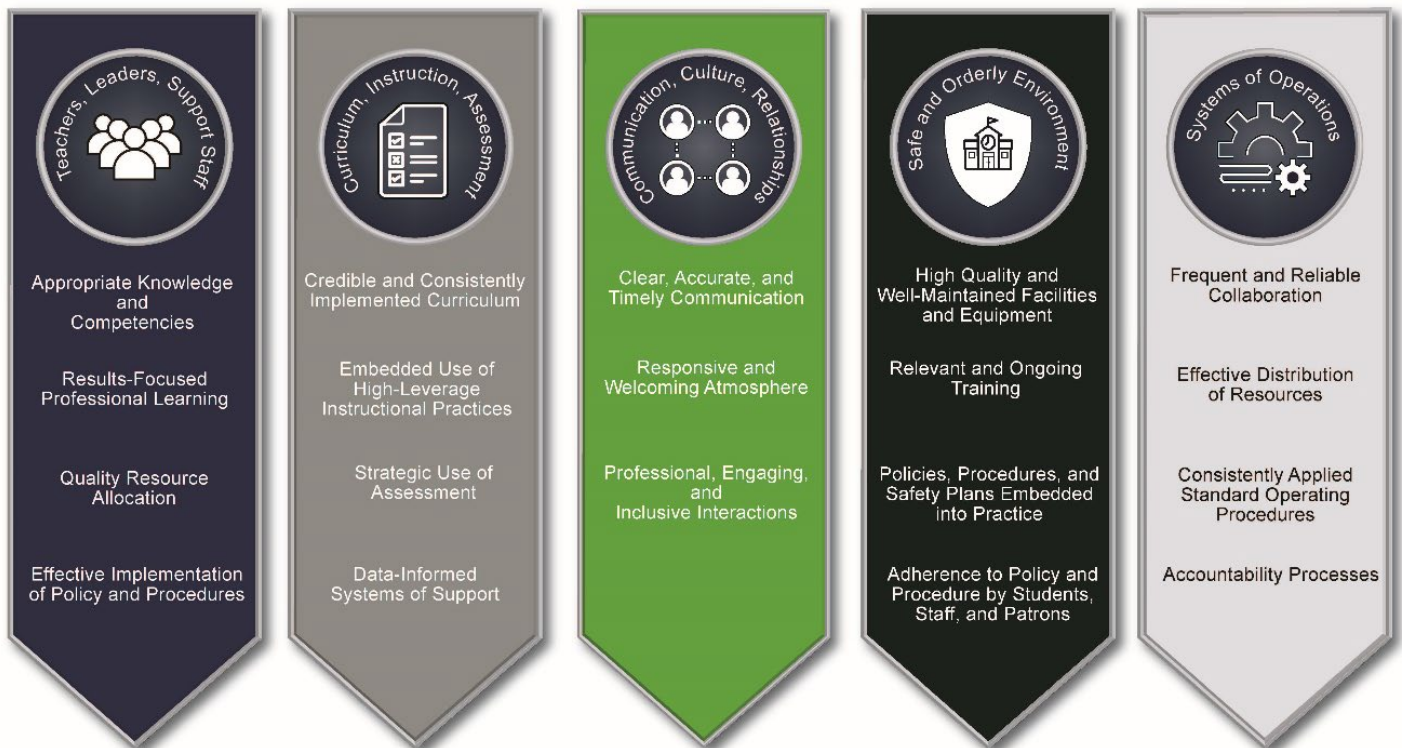 Teachers, Leaders, Support Staff
Appropriate Knowledge
and
Competencies
Results-Focused
Professional Learning
Quality Resource
Allocation
Effective Implementation
of Policy and Procedures
Curriculum, Instruction, Assessment
Credible and Consistently
Implemented Curriculum
Embedded Use of
High-Leverage
Instructional Practices
Strategic Use of
Assessment
Data-Informed
Systems of Support
Communication, Culture, Relationships
Clear, Accurate, and
Timely Communication
Responsive and
Welcoming Atmosphere
Professional, Engaging,
and
Inclusive Interactions
Safe and Orderly Environment
High Quality and
Well-Maintained Facilities
and Equipment
Relevant and Ongoing
Training
Policies, Procedures, and
Safety Plans Embedded
into Practice
Adherence to Policy and
Procedure by Students,
Staff, and Patrons
Systems of Operations
Frequent and Reliable
Collaboration
Effective Distribution
of Resources
Consistently Applied
Standard Operating
Procedures
Accountability Processes